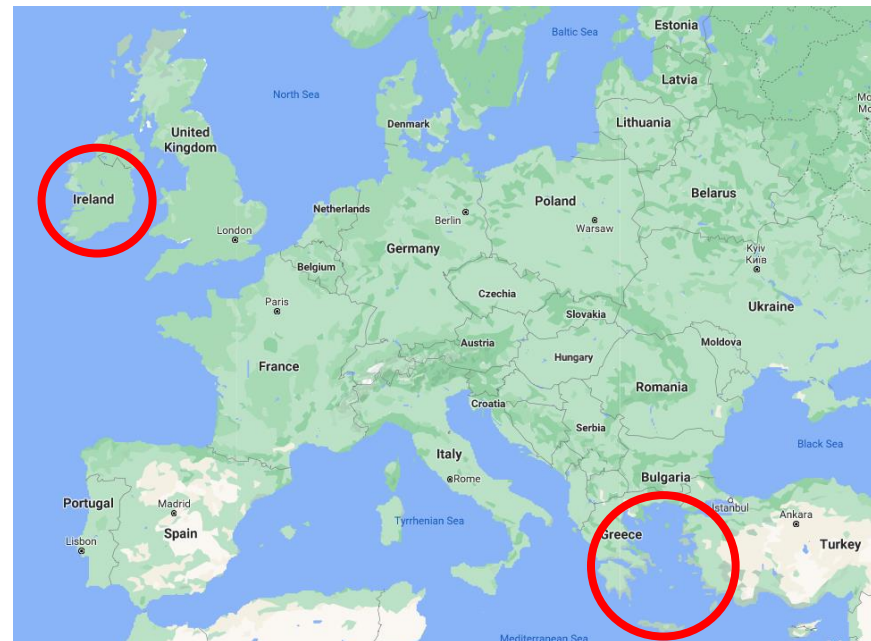 Baltic Sea
Estonia
Latvia
North Sea
Lithuania
Denmark
United
Kingdom
Ireland
Belarus
Poland
Warsaw
Netherlands
Berlin
London
Germany
Belgium
Kyiv
Київ
Czechia
Paris
Ukraine
Slovakia
Austria
Moldova
Hungary
France
Romania
Croatia
Serbia
Black Sea
Italy
Rome
Bulgaria
Portugal
Madrid
Spain
Lisbon
Tyrrhenian Sea
Istanbul
Ankara
Greece
Turkey
Mediterranean Sea